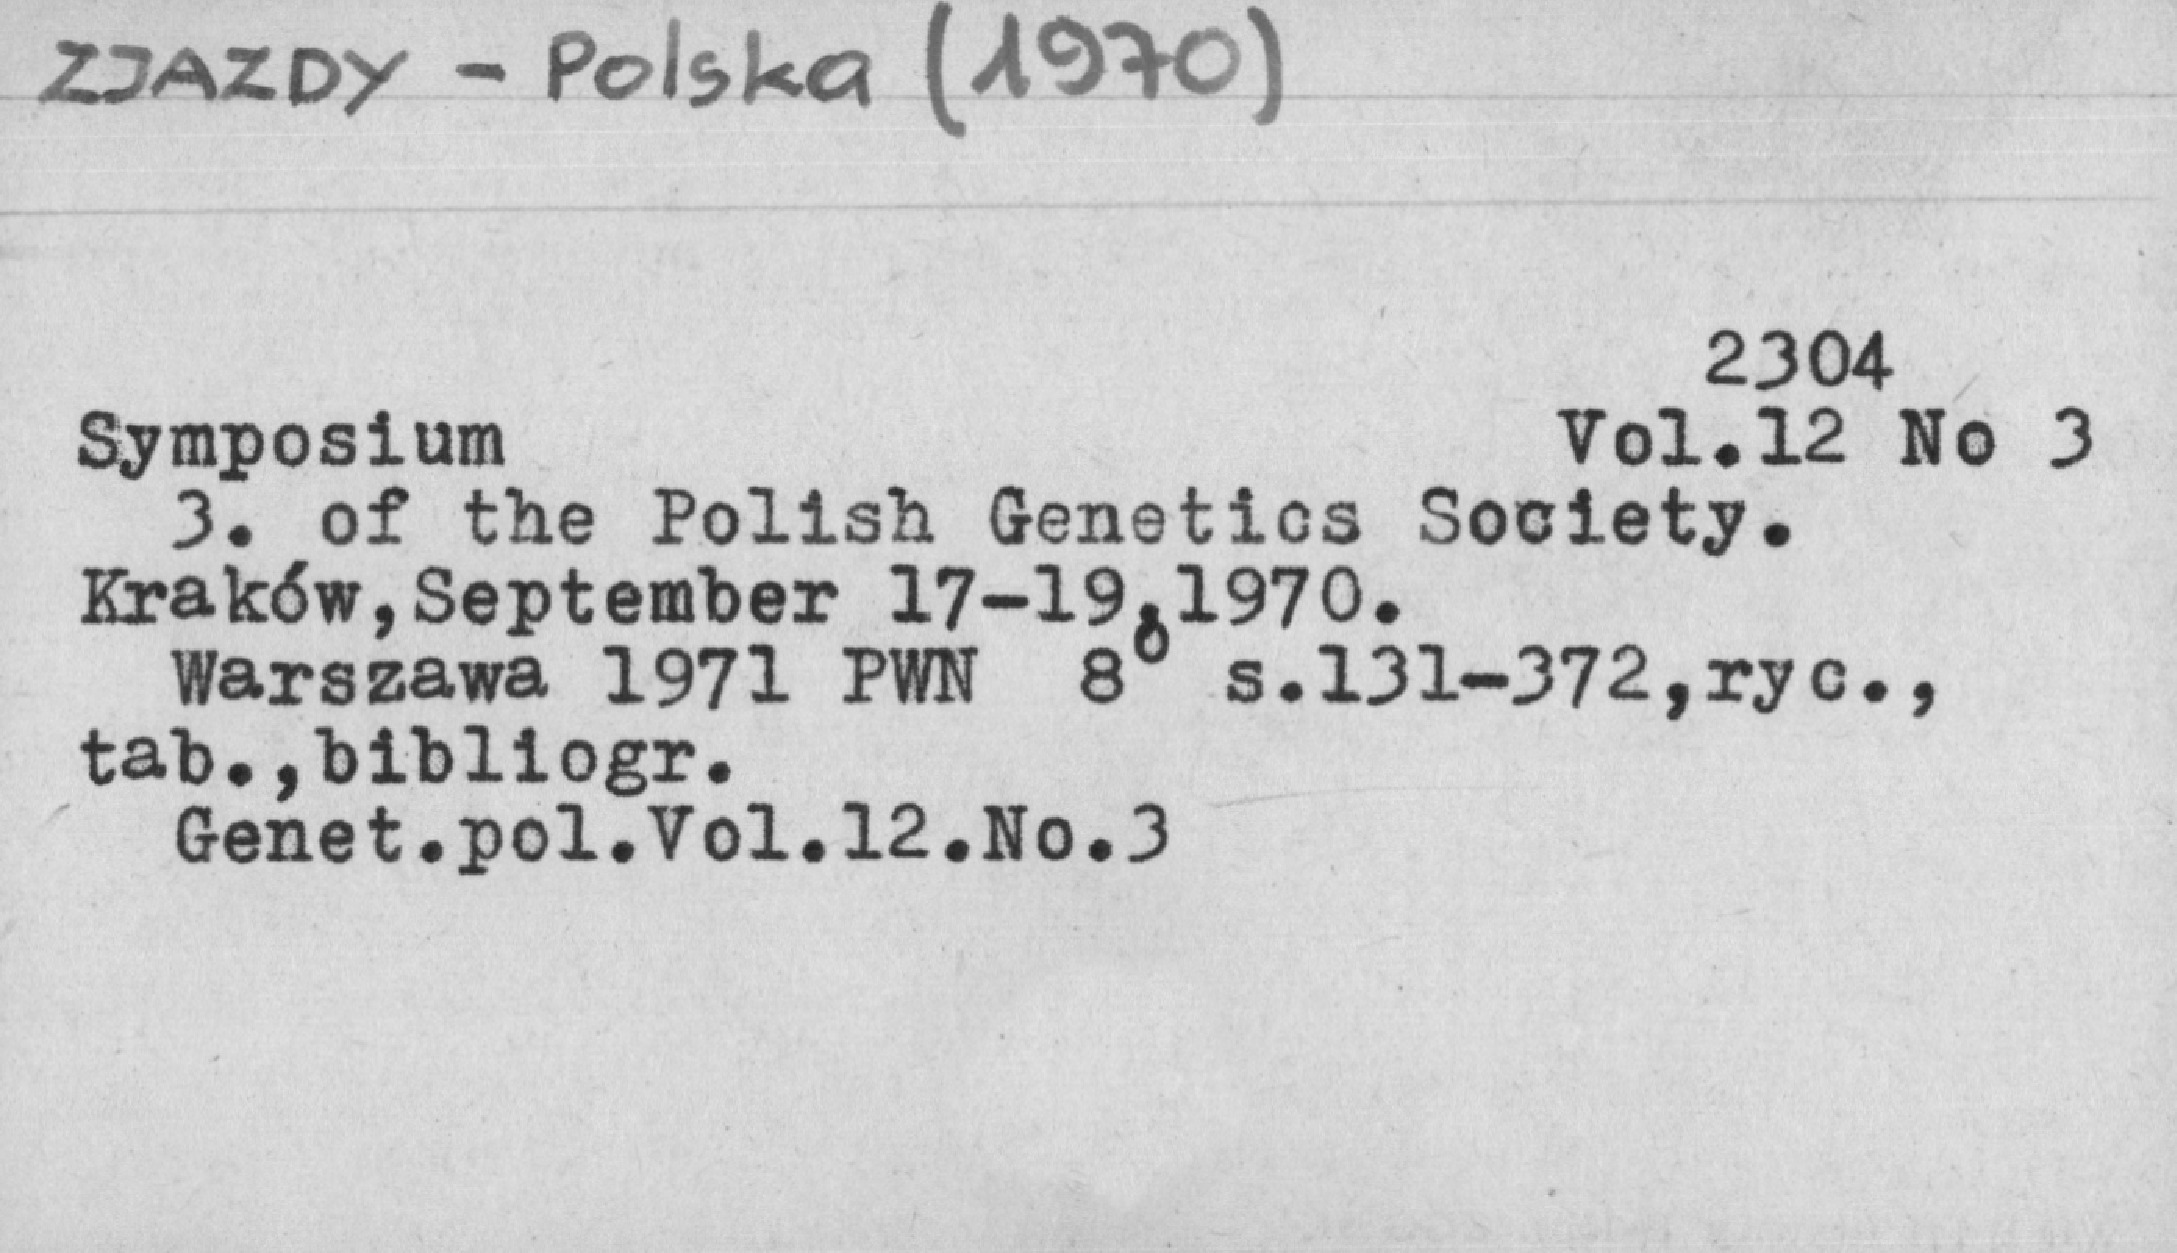 ZJAZDY - Polska (1970)
2304
Symposium Vol.12 No 3
3. of the Polish Genetics Society.
Kraków,September 17-19,1970.
Warszawa 1971 PWN 8° s.131-372,ryc.,
tab.,bibliogr.
Genet.pol.Vol.12.No.3